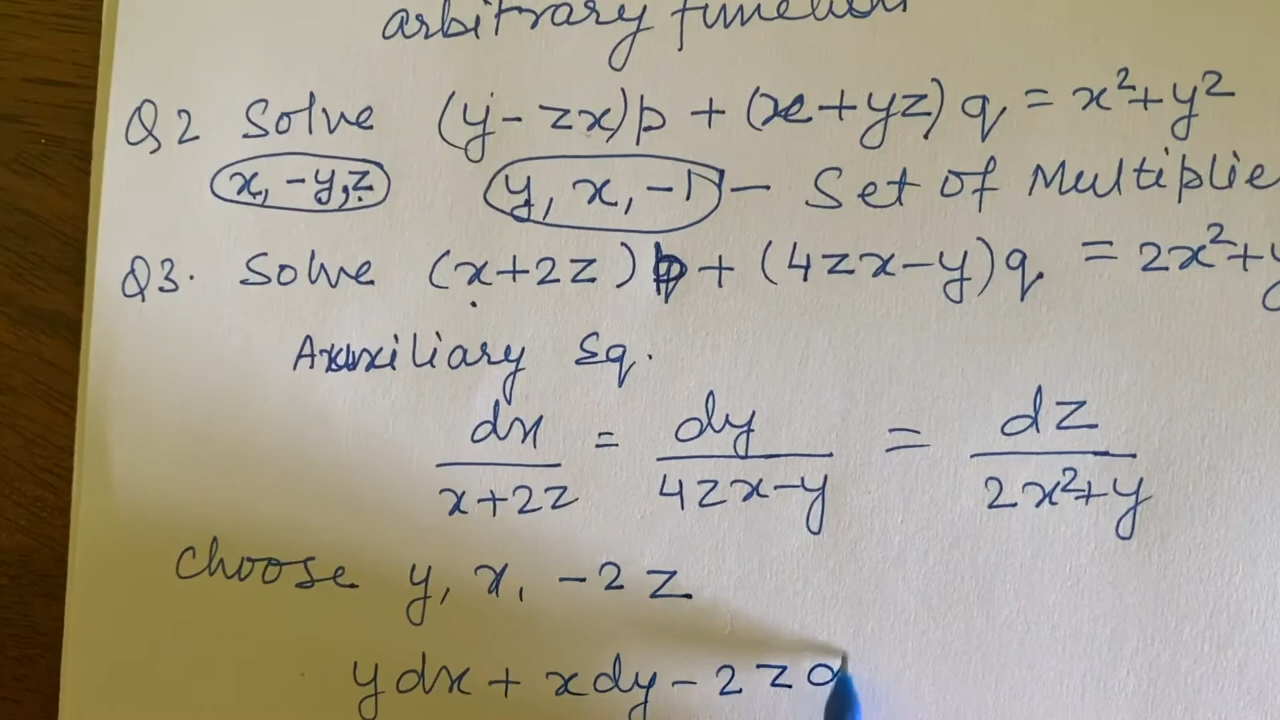 arbitrary function
Q2 Solve (y - zx)p + (x + yz) q = x² + y²
x, -y, z y, x, -1 - Set of Multiplie
Q3. Solve (x+2z) p + (4zx-y)q = 2x²+y
Auxiliary Eq.
dx/x+2z = dy/4zx-y = dz/2x²+y
Choose y, x, -2z
ydx + xdy - 2z